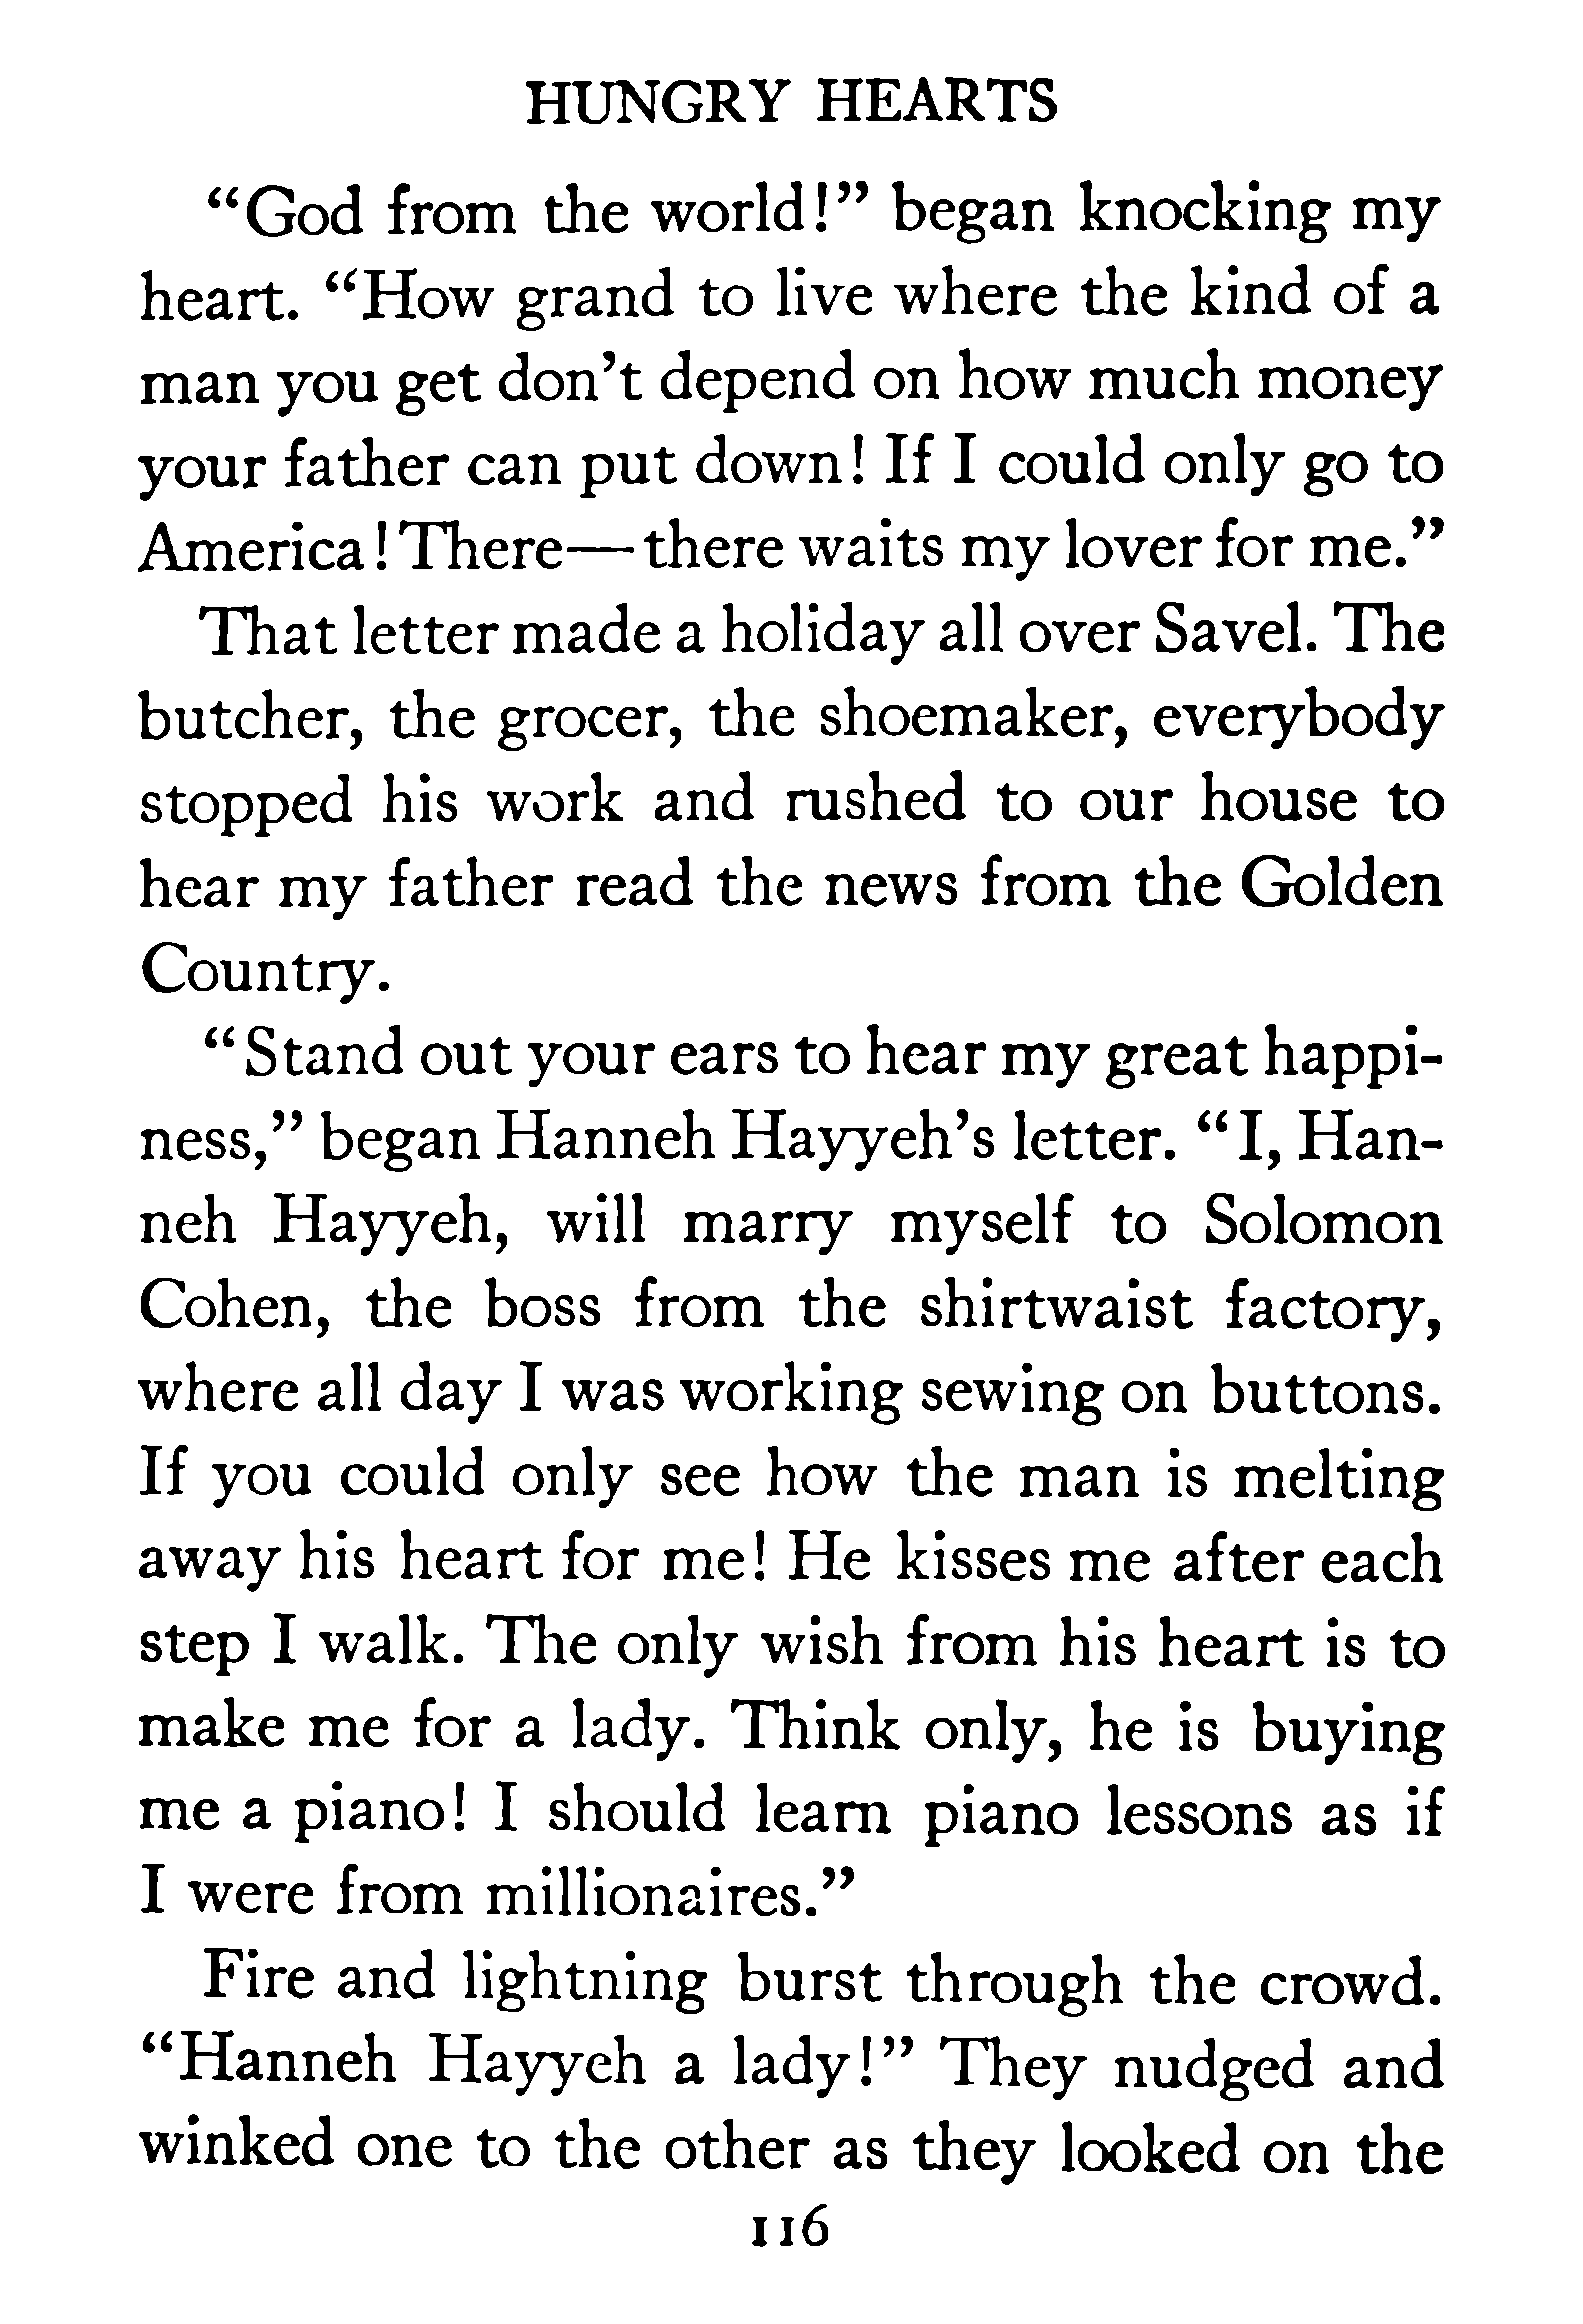 HUNGRY HEARTS
“God from the world!” began knocking my
heart. “How grand to live where the kind of a
man you get don’t depend on how much money
your father can put down! If I could only go to
America! There—there waits my lover for me.”
That letter made a holiday all over Savel. The
butcher, the grocer, the shoemaker, everybody
stopped his work and rushed to our house to
hear my father read the news from the Golden
Country.
“Stand out your ears to hear my great happi-
ness,” began Hanneh Hayyeh’s letter. “I, Han-
neh Hayyeh, will marry myself to Solomon
Cohen, the boss from the shirtwaist factory,
where all day I was working sewing on buttons.
If you could only see how the man is melting
away his heart for me! He kisses me after each
step I walk. The only wish from his heart is to
make me for a lady. Think only, he is buying
me a piano! I should learn piano lessons as if
I were from millionaires.”
Fire and lightning burst through the crowd.
“Hanneh Hayyeh a lady!” They nudged and
winked one to the other as they looked on the
116